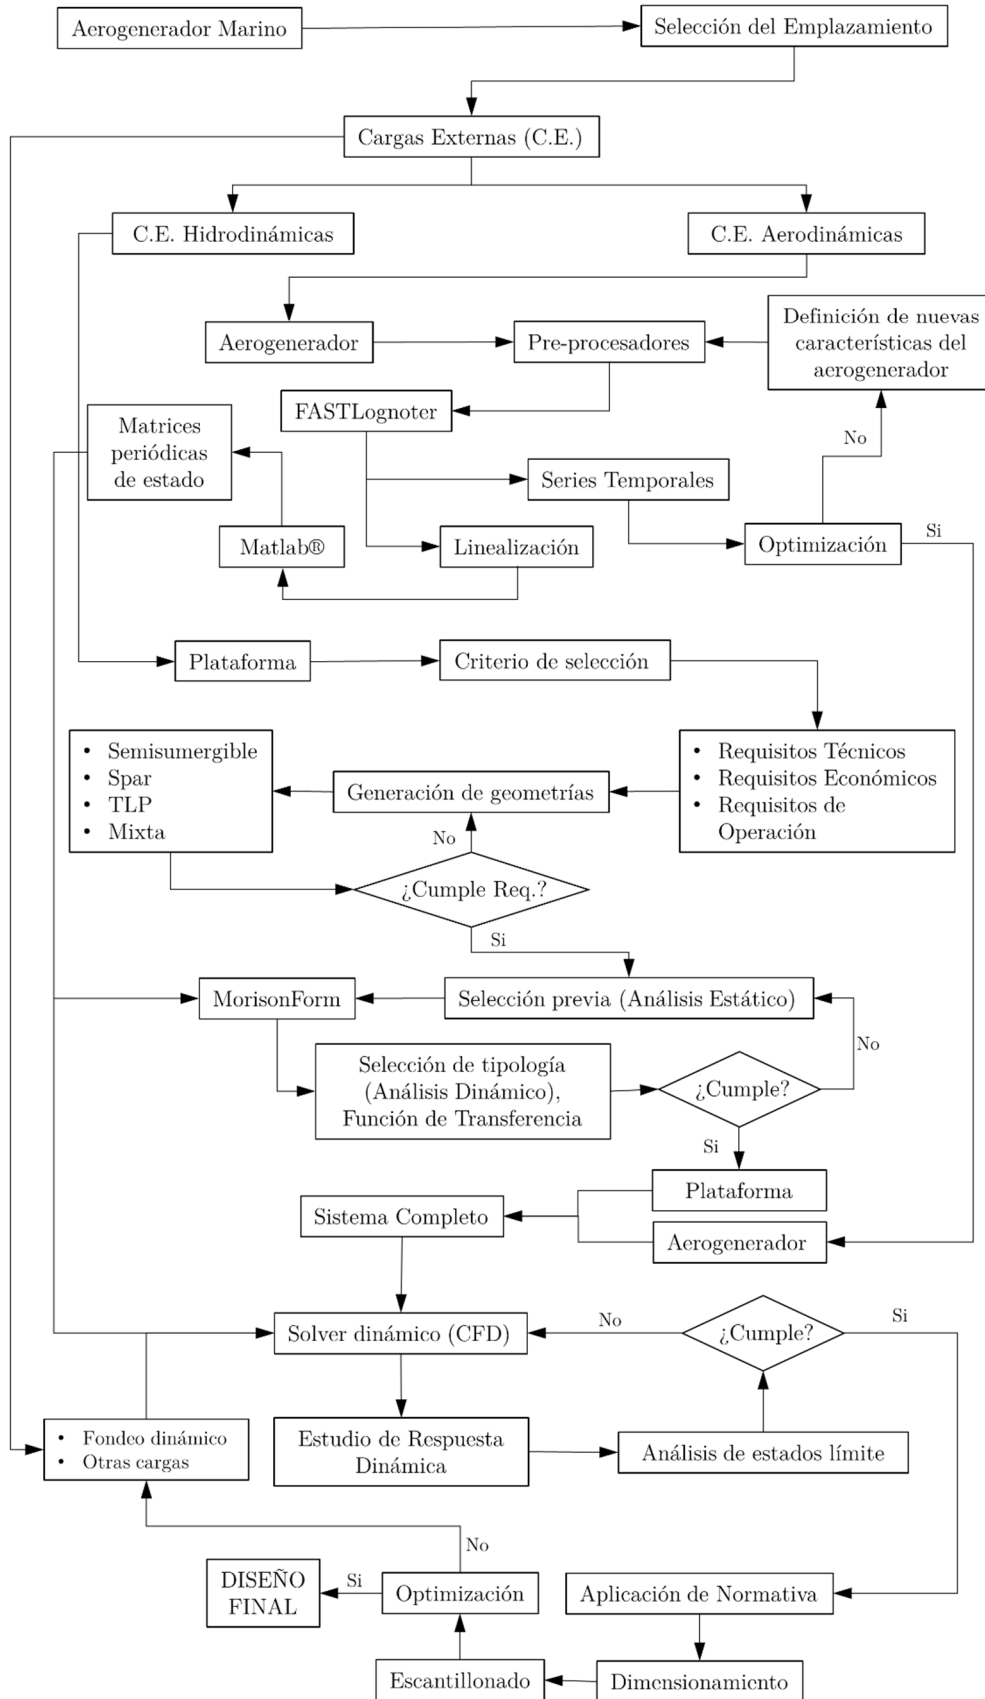 Aerogenerador Marino
Selección del Emplazamiento
Cargas Externas (C.E.)
C.E. Hidrodinámicas
C.E. Aerodinámicas
Aerogenerador
Pre-procesadores
Definición de nuevas
características del
aerogenerador
FASTLognoter
Matrices
periódicas
de estado
No
Series Temporales
Matlab®
Linealización
Optimización
Si
Plataforma
Criterio de selección
• Semisumergible
• Spar
• TLP
• Mixta
Generación de geometrías
• Requisitos Técnicos
• Requisitos Económicos
• Requisitos de
Operación
No
¿Cumple Req.?
Si
MorisonForm
Selección previa (Análisis Estático)
No
Selección de tipología
(Análisis Dinámico),
Función de Transferencia
¿Cumple?
Si
Plataforma
Sistema Completo
Aerogenerador
Solver dinámico (CFD)
No
¿Cumple?
Si
• Fondeo dinámico
• Otras cargas
Estudio de Respuesta
Dinámica
Análisis de estados límite
No
DISEÑO
FINAL
Si
Optimización
Aplicación de Normativa
Escantillonado
Dimensionamiento